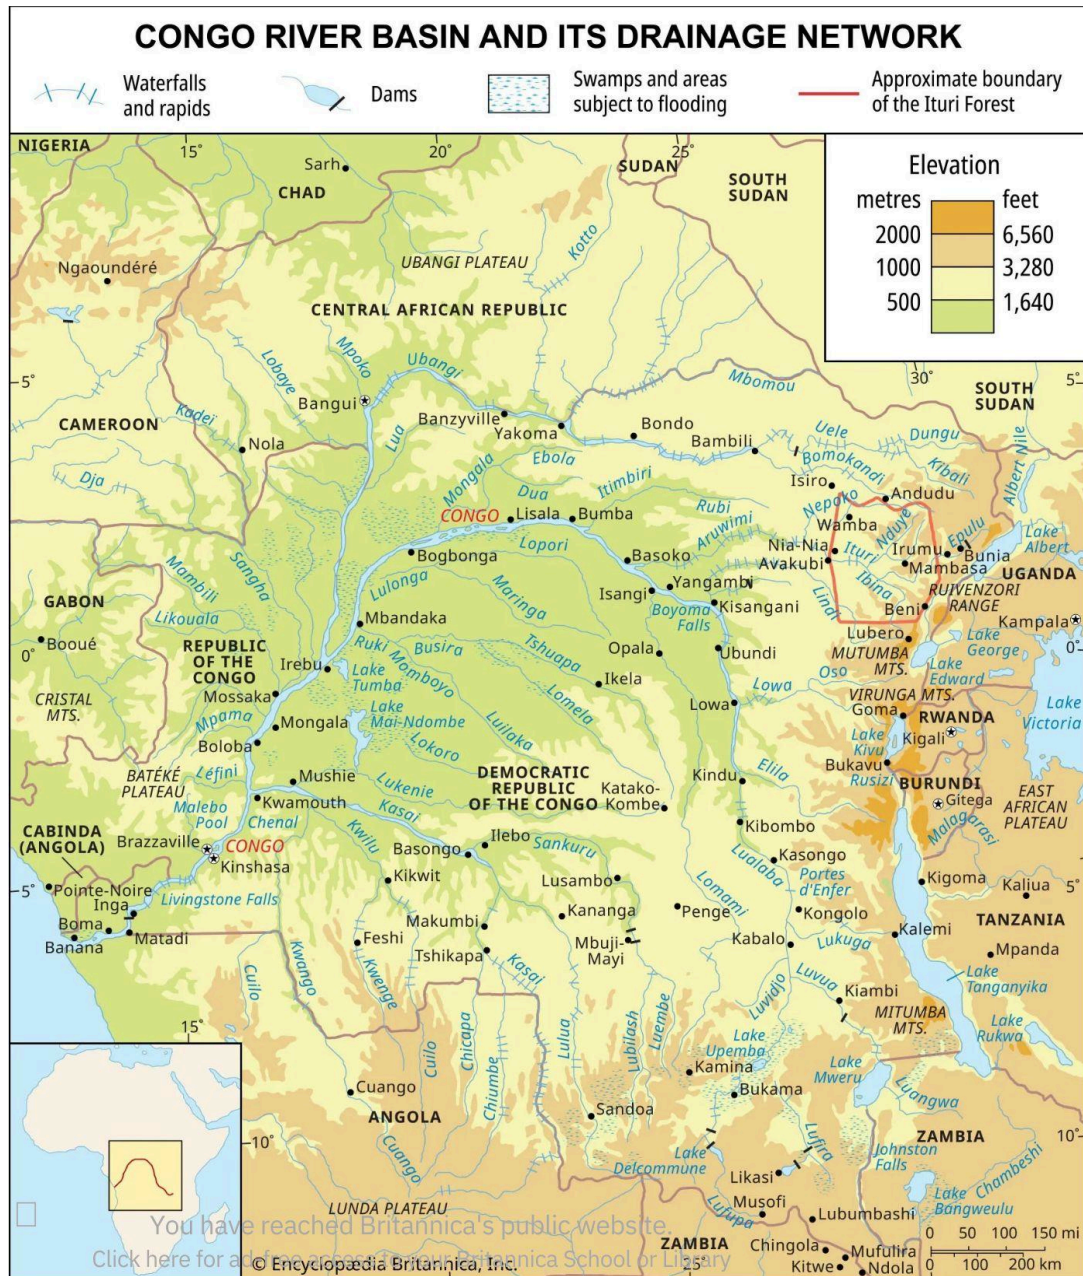 CONGO RIVER BASIN AND ITS DRAINAGE NETWORK
Waterfalls
and rapids
Dams
Swamps and areas
subject to flooding
Approximate boundary
of the Ituri Forest
Elevation
metres
feet
2000
6,560
1000
3,280
500
1,640
NIGERIA
15°
20°
25°
Sarh
CHAD
SUDAN
SOUTH
SUDAN
Ngaoundéré
UBANGI PLATEAU
Kotto
CENTRAL AFRICAN REPUBLIC
5°
Lobaye
Mpoko
Ubangi
Mbomou
30°
5°
SOUTH
SUDAN
Bangui
Kadeï
CAMEROON
Nola
Lua
Banzyville
Yakoma
Bondo
Bambili
Uele
Dungu
Bomokandi
Kibali
Albert Nile
Dja
Mongala
Ebola
Itimbiri
Isiro
Nepoko
Andudu
Dua
CONGO
Lisala
Bumba
Rubi
Aruwimi
Wamba
Nduye
Epulu
Lake
Albert
Bogbonga
Lopori
Basoko
Nia-Nia
Avakubi
Ituri
Irumu
Bunia
Mambasa
UGANDA
Sangha
Mambili
Likouala
Lulonga
Maringa
Yangambi
Isangi
Boyoma
Falls
Kisangani
Lindi
Ibina
RUIVENZORI
RANGE
Beni
Kampala
GABON
Booué
Mbandaka
REPUBLIC
OF THE
CONGO
Ruki
Busira
Tshuapa
Opala
Ubundi
Lubero
MUTUMBA
MTS.
Lake
George
0°
0°
Irebu
Momboyo
Lake
Tumba
Ikela
Oso
Lake
Edward
CRISTAL
MTS.
Mossaka
Lomela
Lowa
Lowa
VIRUNGA MTS.
Goma
RWANDA
Lake
Victoria
Mpama
Mongala
Lake
Mai-Ndombe
Luilaka
Lokoro
Lake
Kivu
Kigali
Boloba
Bukavu
Rusizi
BURUNDI
BATÉKÉ
PLATEAU
Léfini
Mushie
Lukenie
DEMOCRATIC
REPUBLIC
OF THE CONGO
Katako-
Kombe
Kindu
Elila
Gitega
EAST
AFRICAN
PLATEAU
Malebo
Pool
Kwamouth
Chenal
Kasai
Kibombo
Malagarasi
CABINDA
(ANGOLA)
Brazzaville
CONGO
Kinshasa
Kwilu
Ilebo
Basongo
Sankuru
Lualaba
Kasongo
Portes
d'Enfer
Kigoma
Kaliua
5°
5°
Pointe-Noire
Livingstone Falls
Kikwit
Lusambo
Lomami
Inga
Boma
Matadi
Banana
Makumbi
Kananga
Penge
Kongolo
TANZANIA
Feshi
Tshikapa
Mbuji-
Mayi
Kabalo
Lukuga
Kalemi
Mpanda
Cuilo
Kwango
Kwenge
Kasai
Luvidjo
Luvua
Kiambi
Lake
Tanganyika
15°
Cuilo
Chicapa
Chiumbe
Lulua
Lubilash
Luembe
Lake
Upemba
MITUMBA
MTS.
Lake
Rukwa
Kamina
Lake
Mweru
Cuango
Bukama
Luangwa
ANGOLA
Sandoa
ZAMBIA
10°
10°
Cuango
Lake
Delcommune
Lufira
Johnston
Falls
Chambeshi
Likasi
LUNDA PLATEAU
Lufupa
Musofi
Lubumbashi
Lake
Bangweulu
You have reached Britannica's public website.
ZAMBIA
Chingola
Mufulira
Kitwe
Ndola
0 50 100 150 mi
0 100 200 km
© Encyclopædia Britannica, Inc.
25°